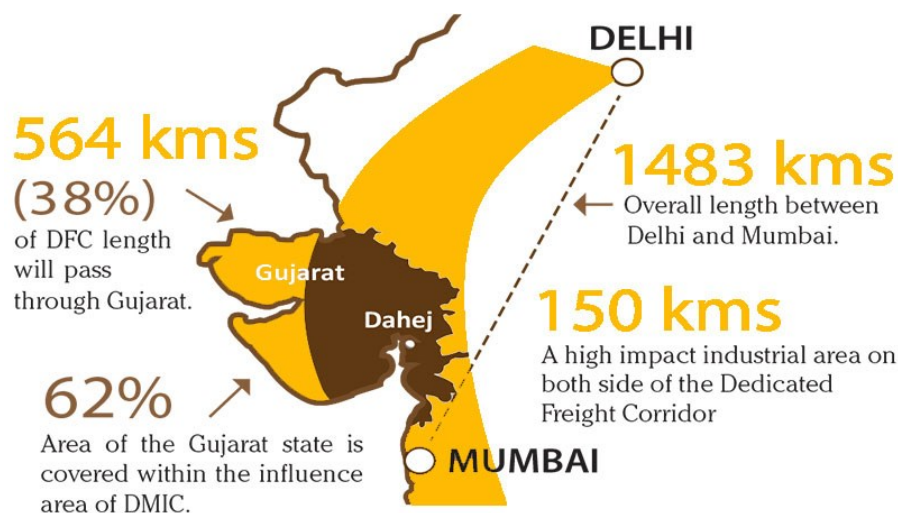 DELHI
564 kms
(38%)
of DFC length
will pass
through Gujarat.
1483 kms
Overall length between
Delhi and Mumbai.
Gujarat
Dahej
150 kms
A high impact industrial area on
both side of the Dedicated
Freight Corridor
62%
Area of the Gujarat state is
covered within the influence
area of DMIC.
MUMBAI